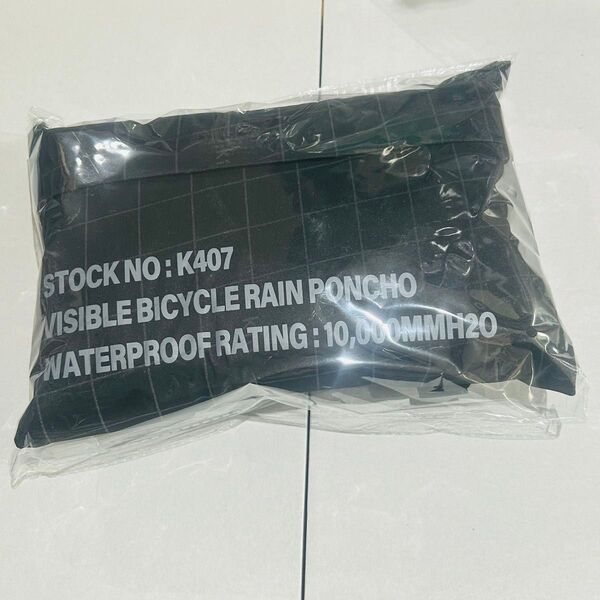 STOCK NO : K407
VISIBLE BICYCLE RAIN PONCHO
WATERPROOF RATING : 10,000MMH2O